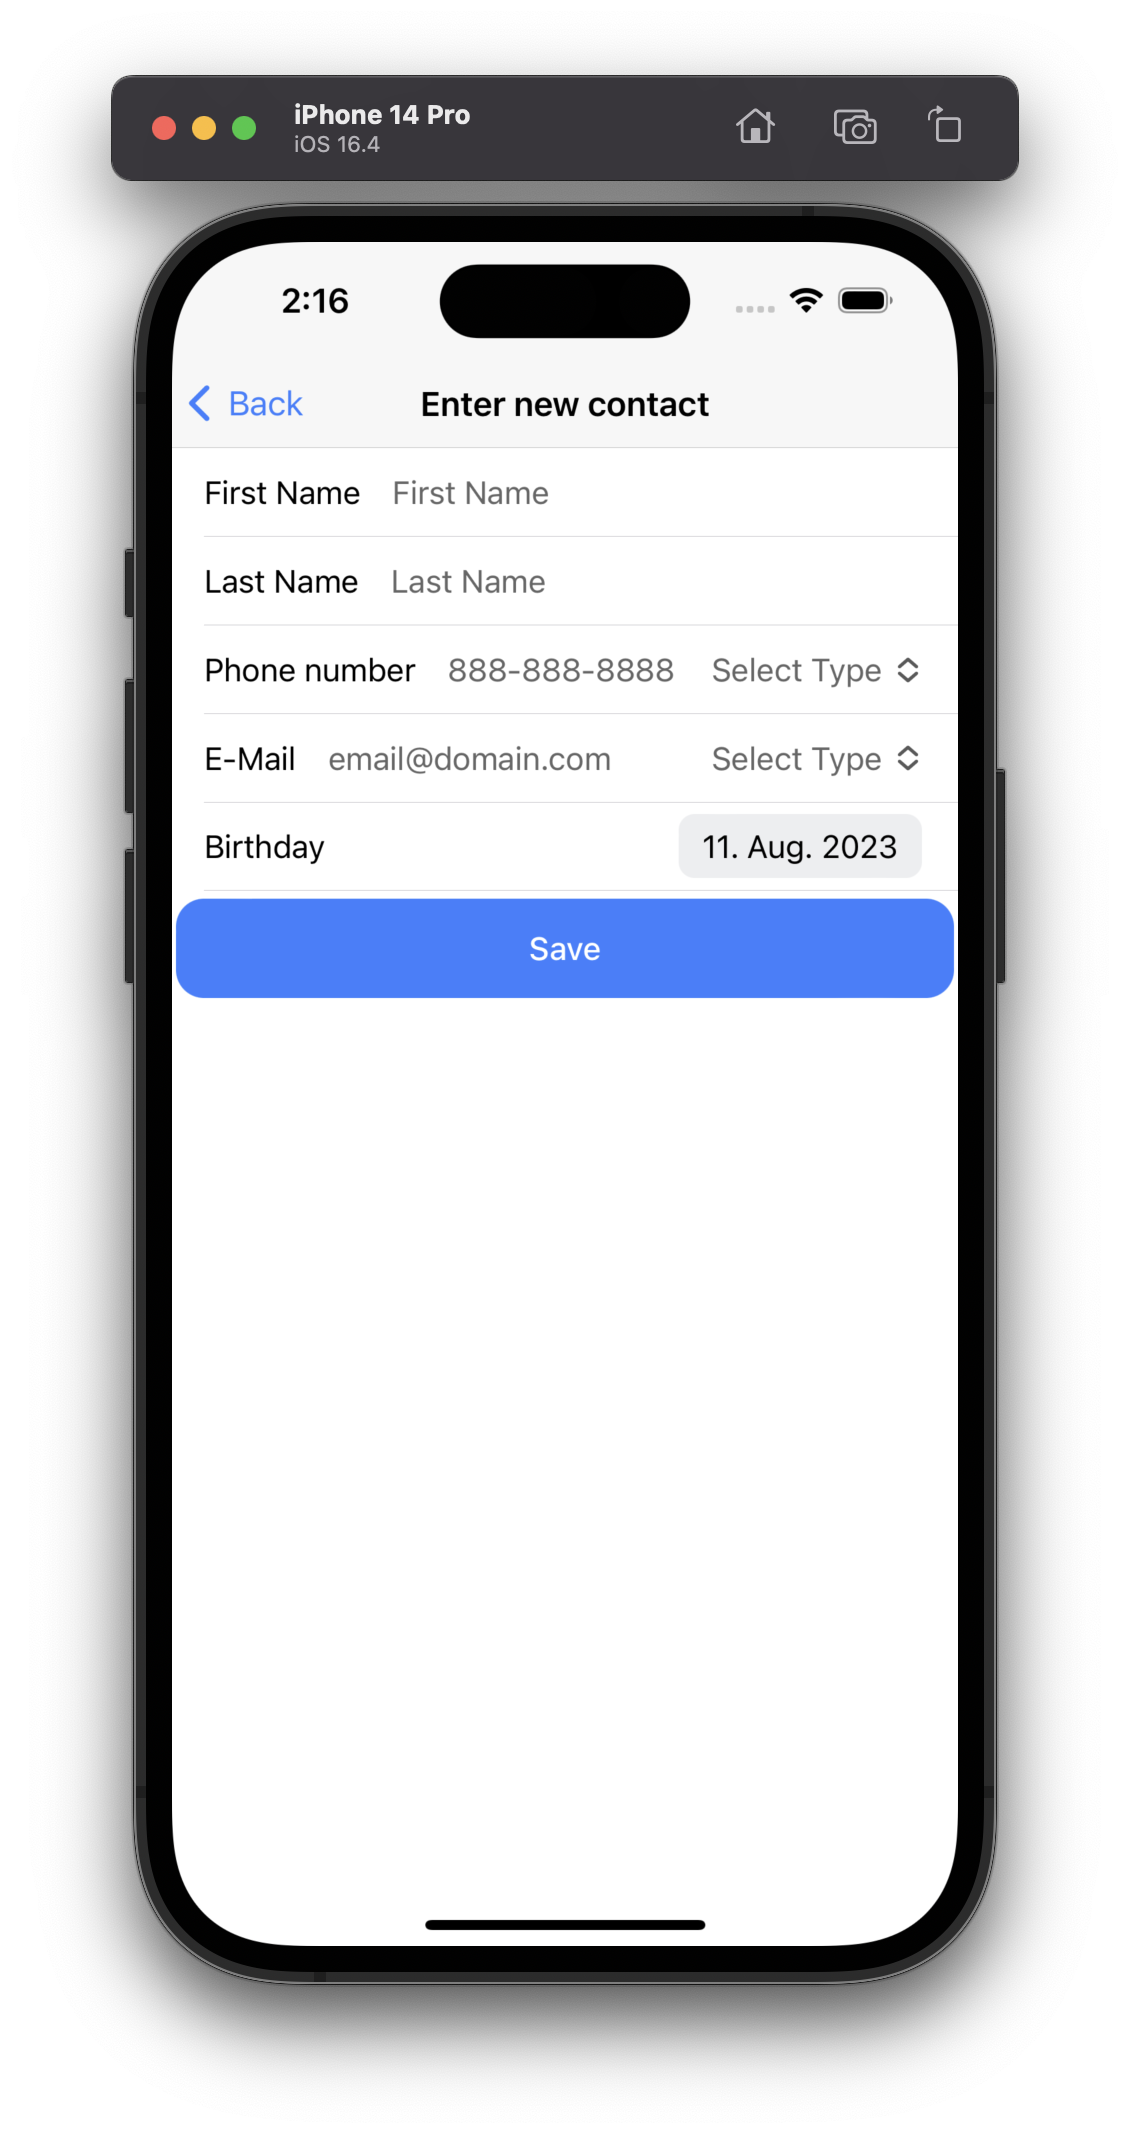 iPhone 14 Pro
iOS 16.4
2:16
Back Enter new contact
First Name First Name
Last Name Last Name
Phone number 888-888-8888 Select Type
E-Mail email@domain.com Select Type
Birthday 11. Aug. 2023
Save